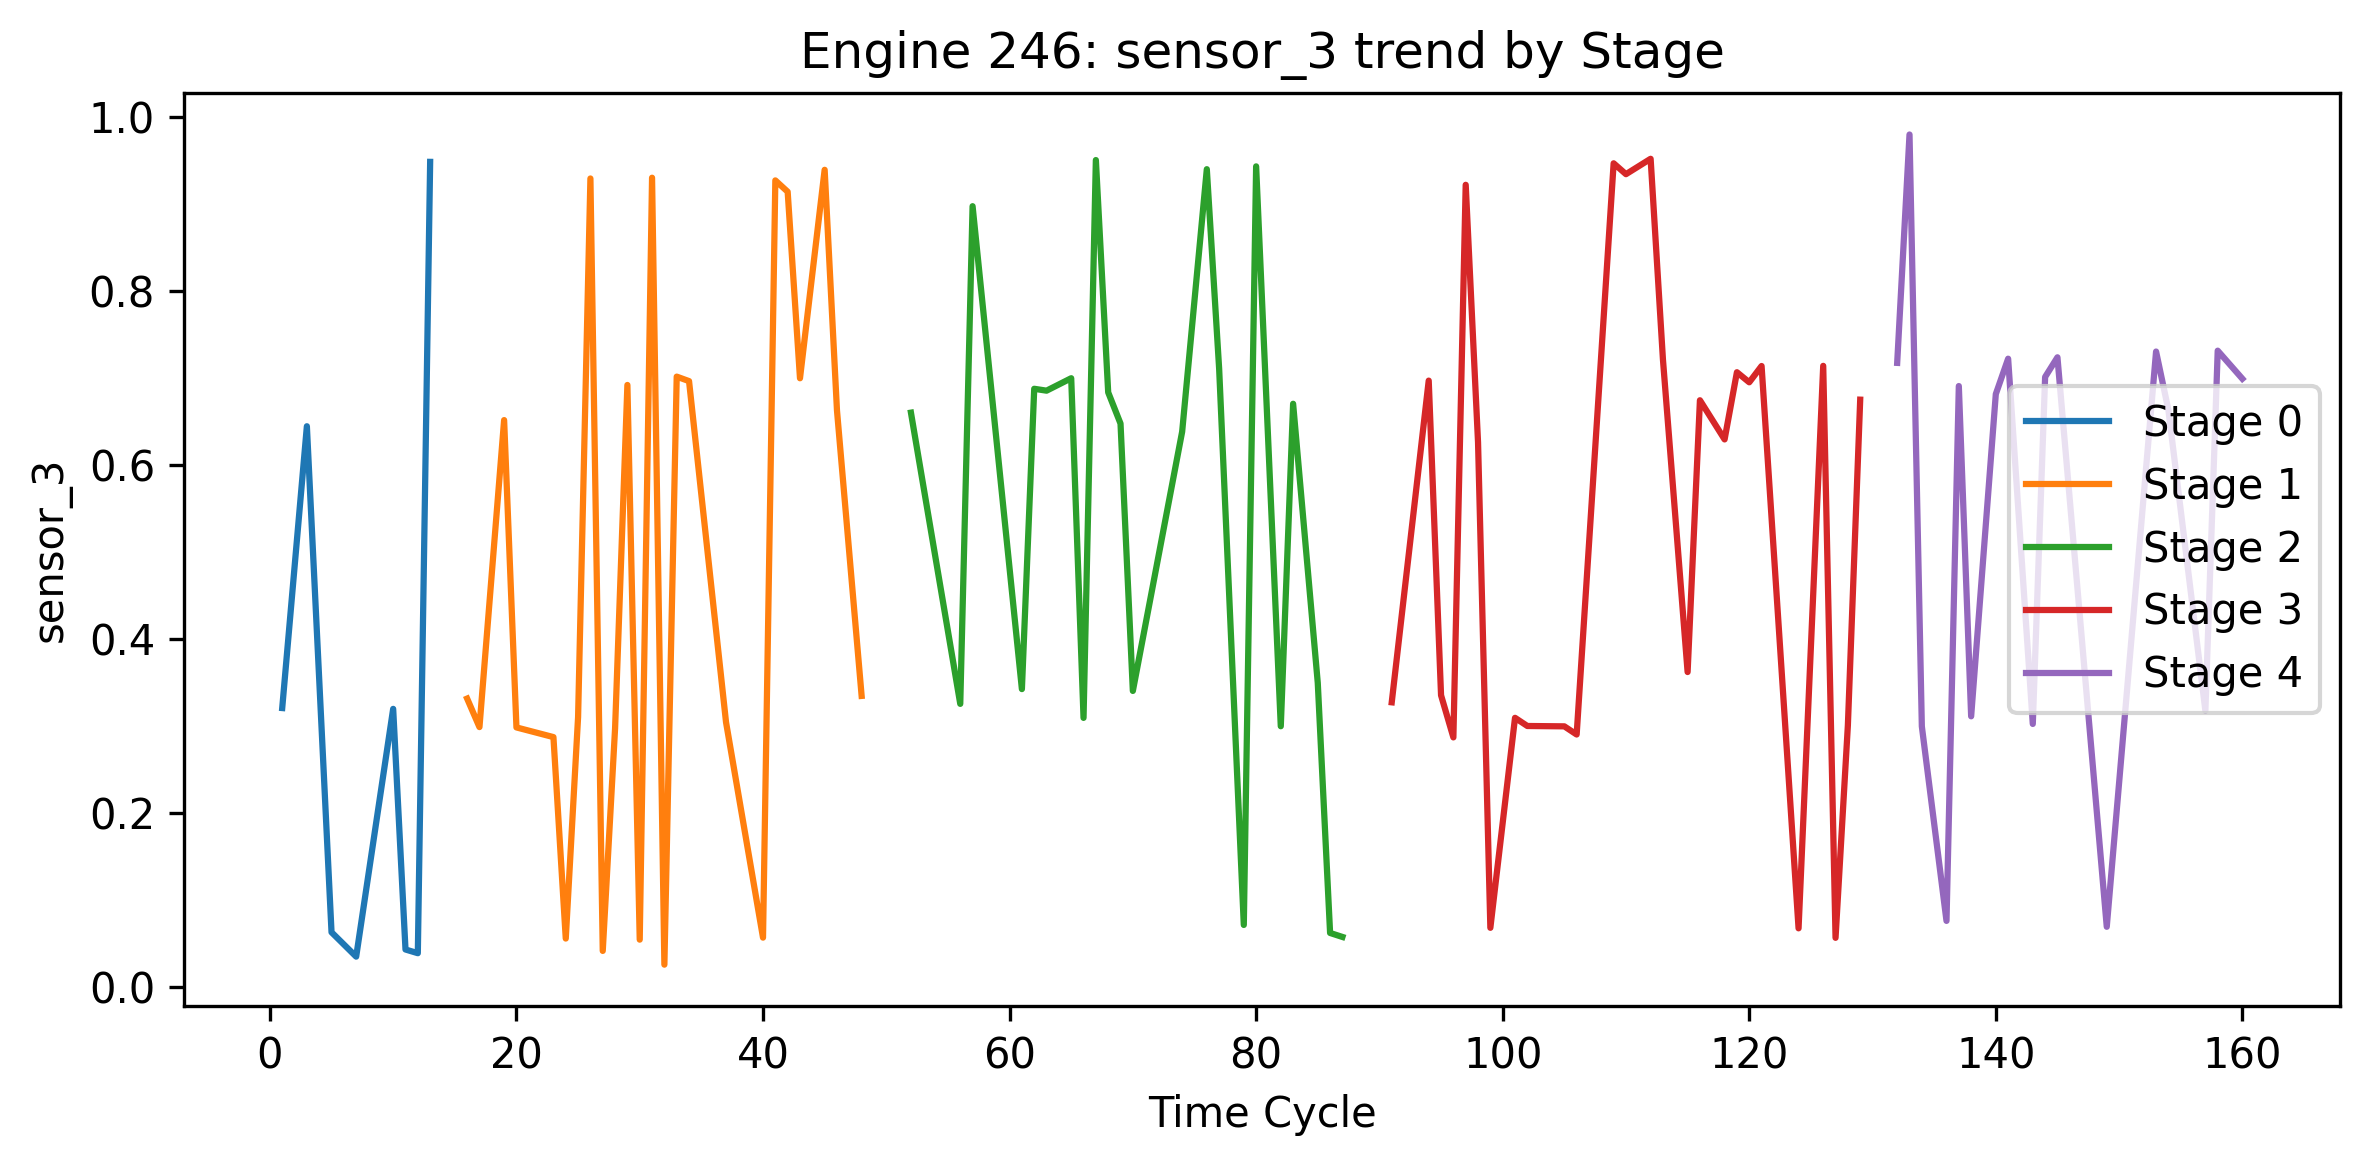 Engine 246: sensor_3 trend by Stage
sensor_3
1.0
0.8
0.6
0.4
0.2
0.0
Stage 0
Stage 1
Stage 2
Stage 3
Stage 4
0 20 40 60 80 100 120 140 160
Time Cycle